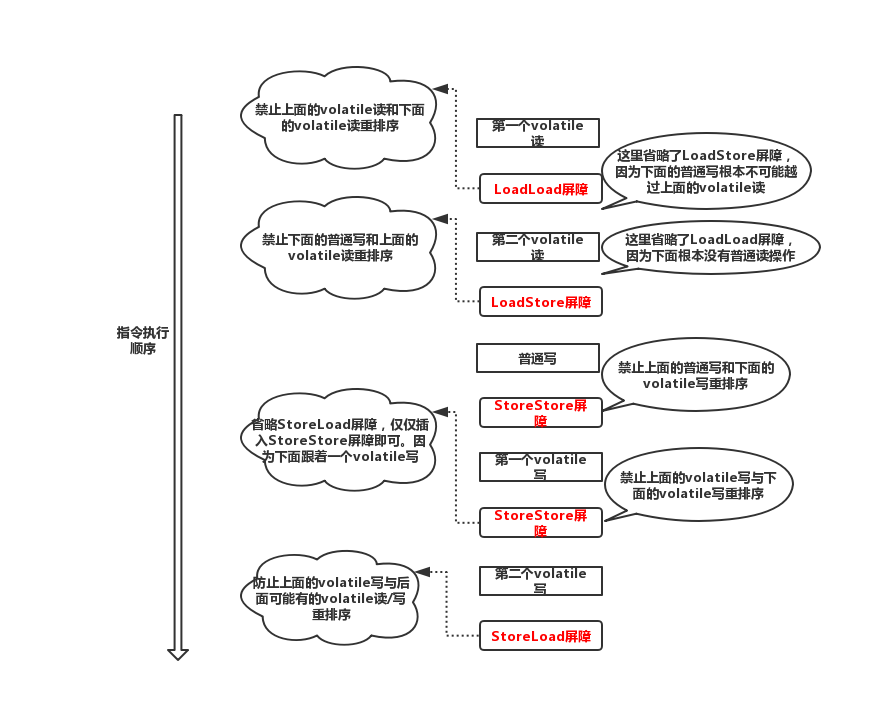 禁止上面的volatile读和下面
的volatile读重排序
第一个volatile
读
这里省略了LoadStore屏障，
因为下面的普通写根本不可能越
过上面的volatile读
LoadLoad屏障
禁止下面的普通写和上面的
volatile读重排序
第二个volatile
读
这里省略了LoadLoad屏障，
因为下面根本没有普通读操作
LoadStore屏障
指令执行
顺序
普通写
禁止上面的普通写和下面的
volatile写重排序
StoreStore屏
障
省略StoreLoad屏障，仅仅插
入StoreStore屏障即可。因
为下面跟着一个volatile写
第一个volatile
写
禁止上面的volatile写与下
面的volatile写重排序
StoreStore屏
障
防止上面的volatile写与后
面可能有的volatile读/写
重排序
第二个volatile
写
StoreLoad屏障